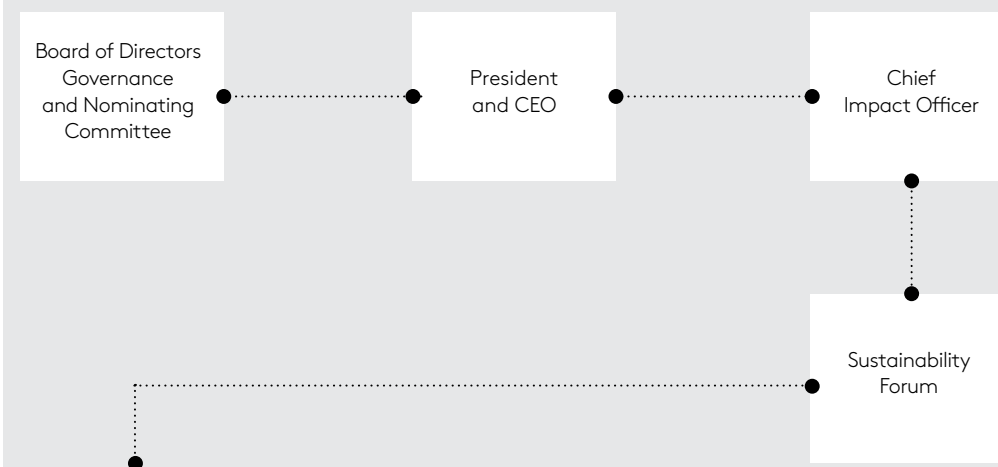 Board of Directors
Governance
and Nominating
Committee
President
and CEO
Chief
Impact Officer
Sustainability
Forum